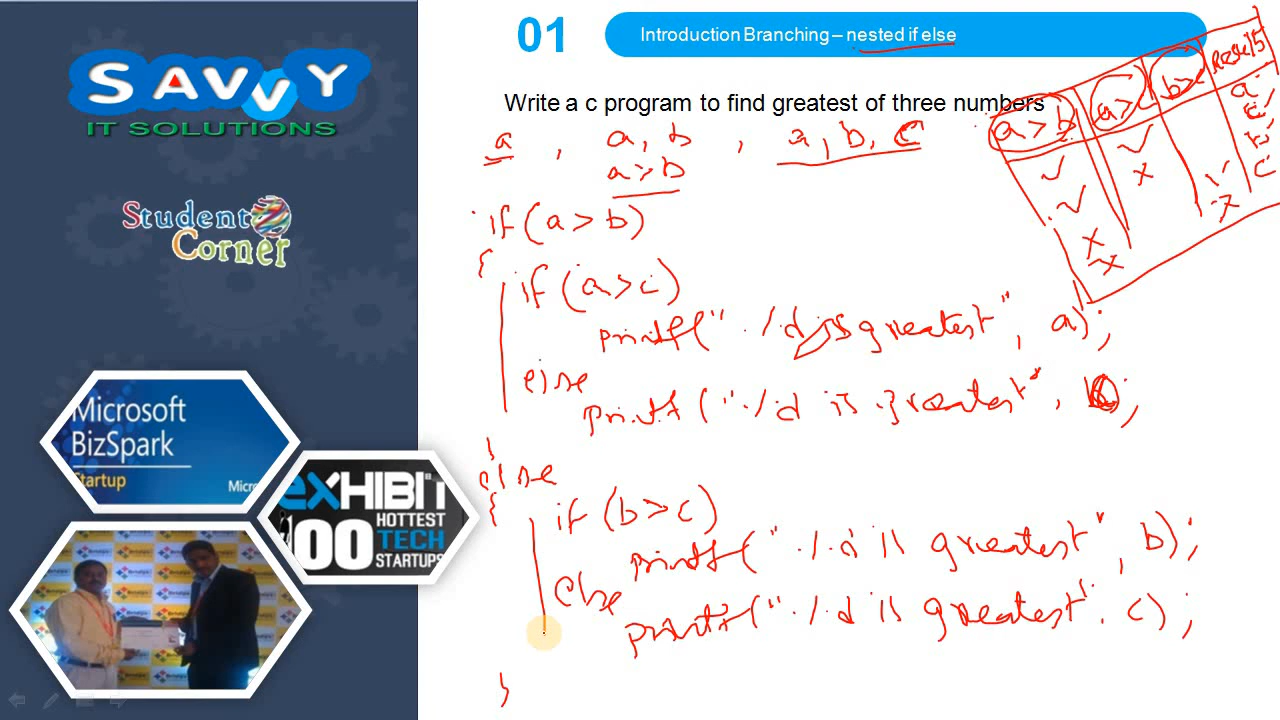 SAVVY
IT SOLUTIONS
Student
Corner
Microsoft
BizSpark
Startup
Micros
eXHIBIT
100 HOTTEST
TECH
STARTUPS
01
Introduction Branching – nested if else
Write a c program to find greatest of three numbers
a , a, b , a, b, c
a>b
a>b a>c b>c
if (a > b)
{
if (a>c)
printf(" %d is greatest", a);
else
printf ("%d is greatest",
}
else
{
if (b>c)
printf(" %d is greatest", b);
else
printf("%d is greatest". c);
}